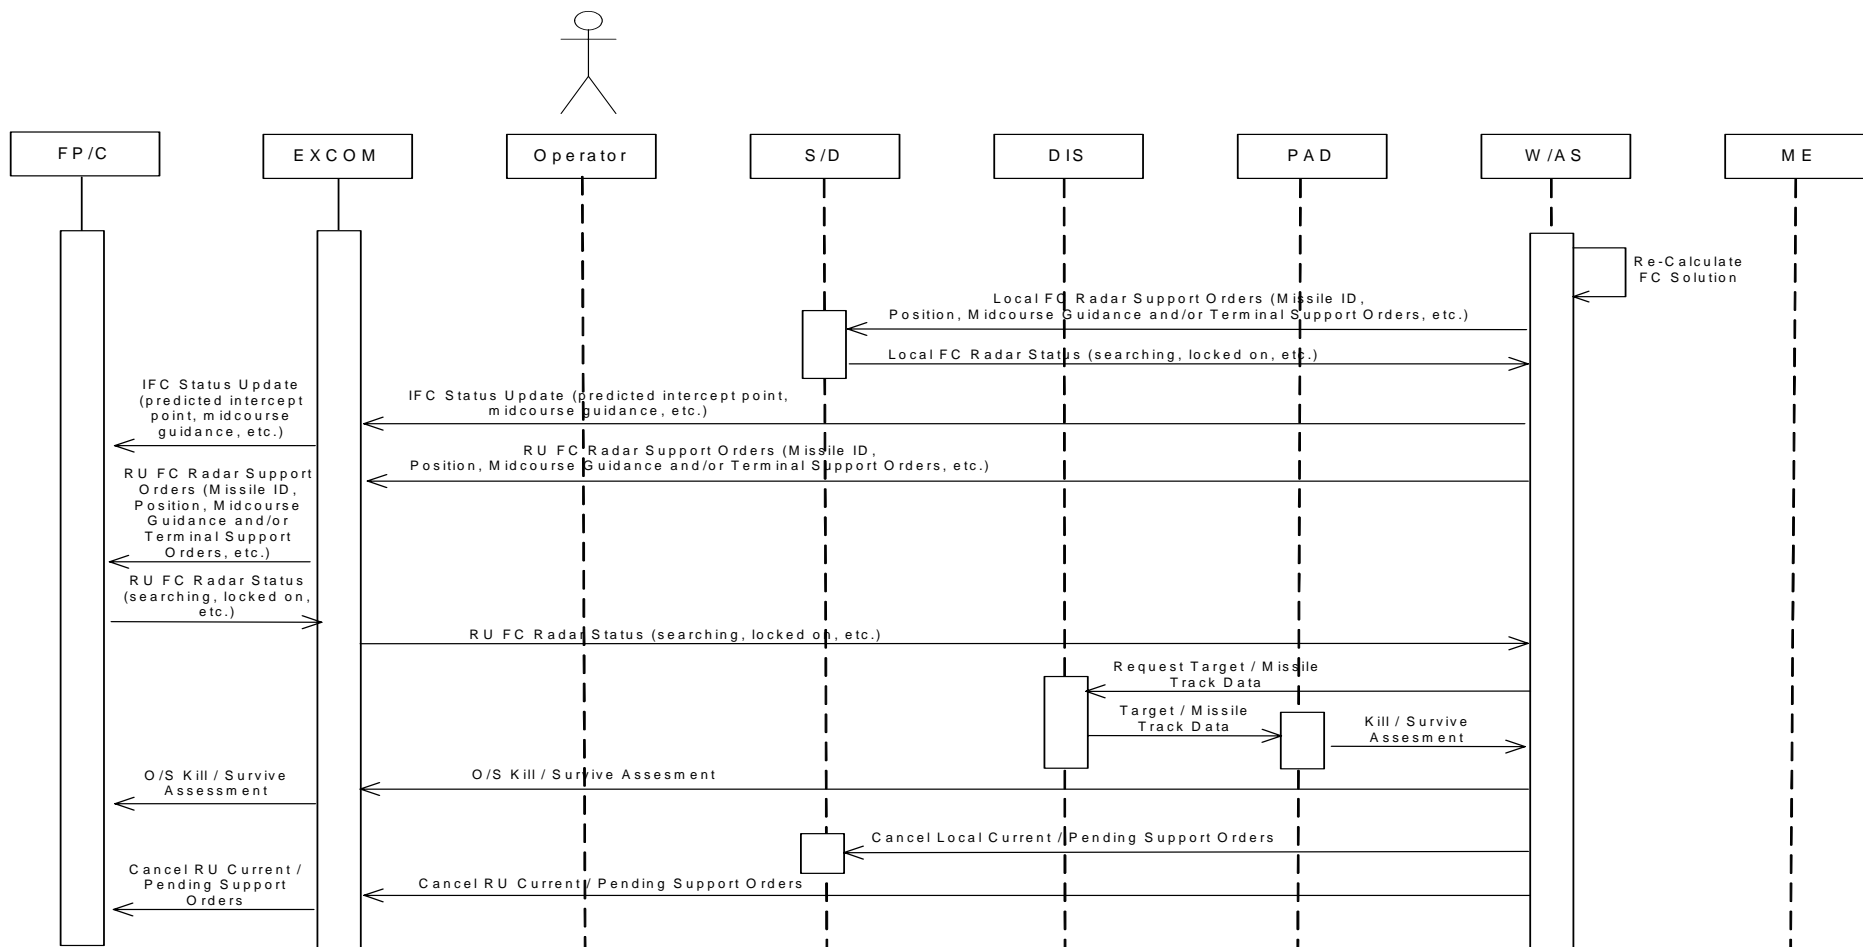 FP/C
EXCOM
Operator
S/D
DIS
PAD
W/AS
ME
Re-Calculate
FC Solution
Local FC Radar Support Orders (Missile ID,
Position, Midcourse Guidance and/or Terminal Support Orders, etc.)
Local FC Radar Status (searching, locked on, etc.)
IFC Status Update
(predicted intercept
point, midcourse
guidance, etc.)
IFC Status Update (predicted intercept point,
midcourse guidance, etc.)
RU FC Radar Support Orders (Missile ID,
Position, Midcourse Guidance and/or Terminal Support Orders, etc.)
RU FC Radar Support
Orders (Missile ID,
Position, Midcourse
Guidance and/or
Terminal Support
Orders, etc.)
RU FC Radar Status
(searching, locked on,
etc.)
RU FC Radar Status (searching, locked on, etc.)
Request Target / Missile
Track Data
Target / Missile
Track Data
Kill / Survive
Assesment
O/S Kill / Survive
Assessment
O/S Kill / Survive Assesment
Cancel Local Current / Pending Support Orders
Cancel RU Current /
Pending Support
Orders
Cancel RU Current / Pending Support Orders